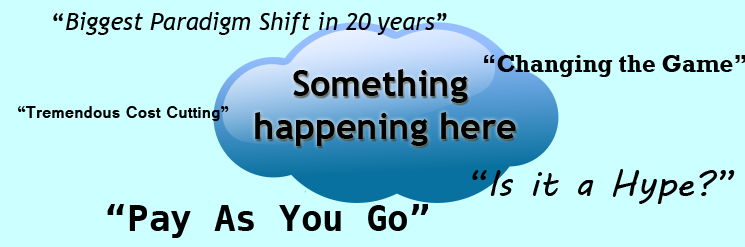 “Biggest Paradigm Shift in 20 years”
“Changing the Game”
Something
happening here
“Tremendous Cost Cutting”
“Is it a Hype?”
“Pay As You Go”